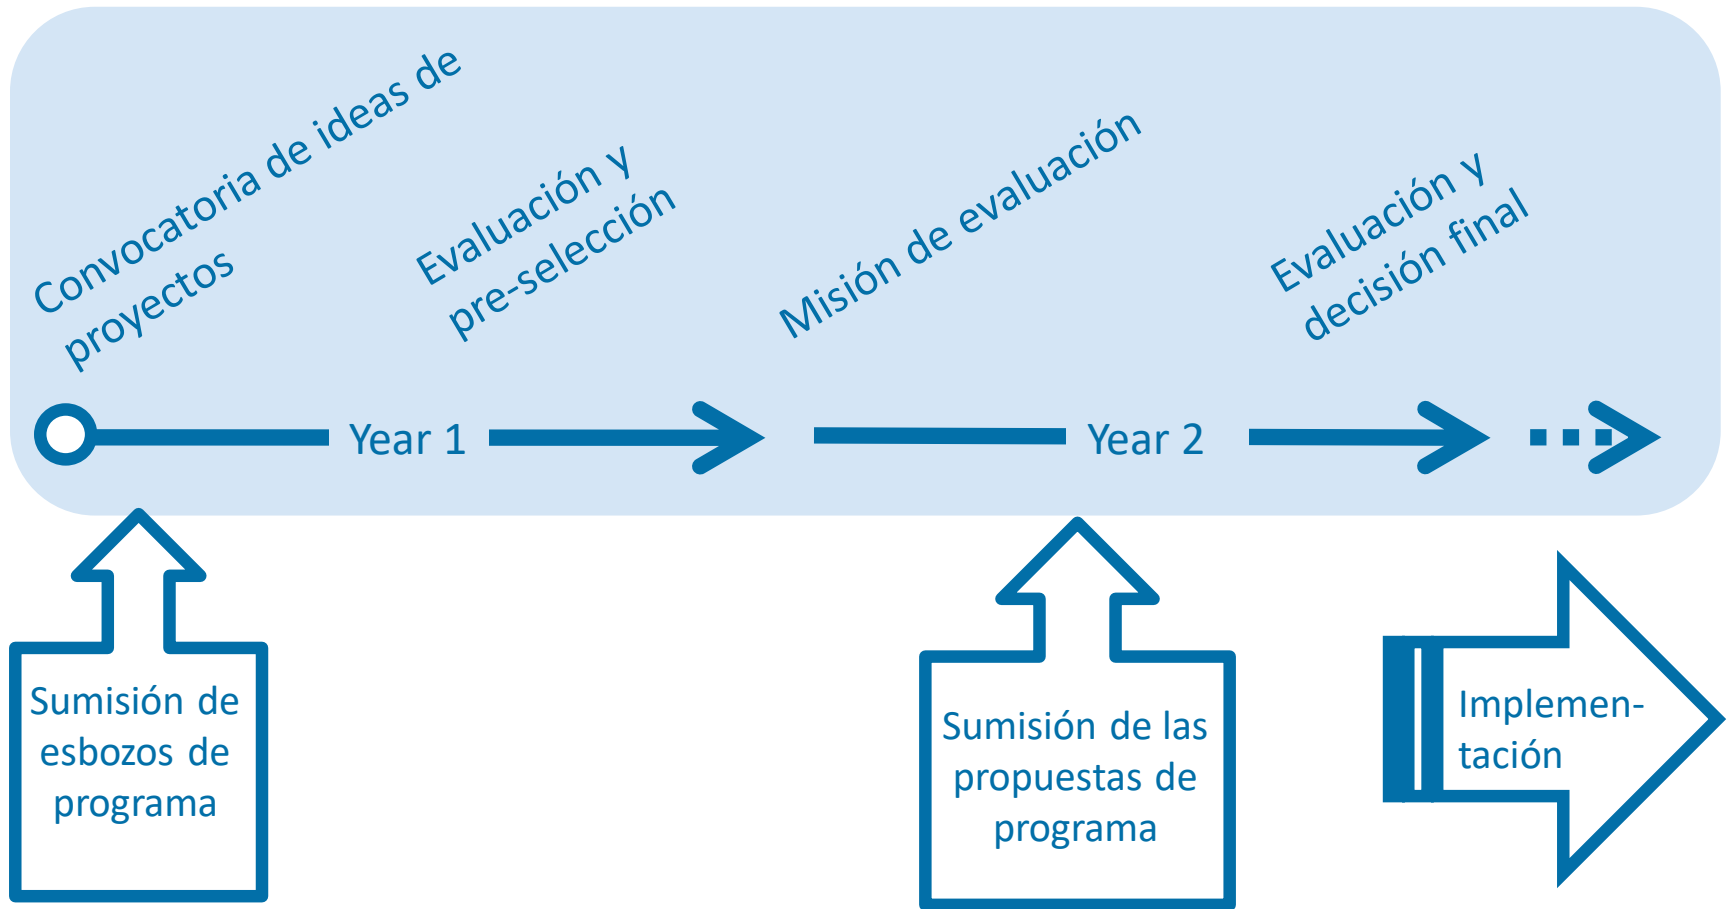 Convocatoria de ideas de
proyectos
Evaluación y
pre-selección
Misión de evaluación
Evaluación y
decisión final
Year 1
Year 2
Sumisión de
esbozos de
programa
Sumisión de las
propuestas de
programa
Implemen-
tación